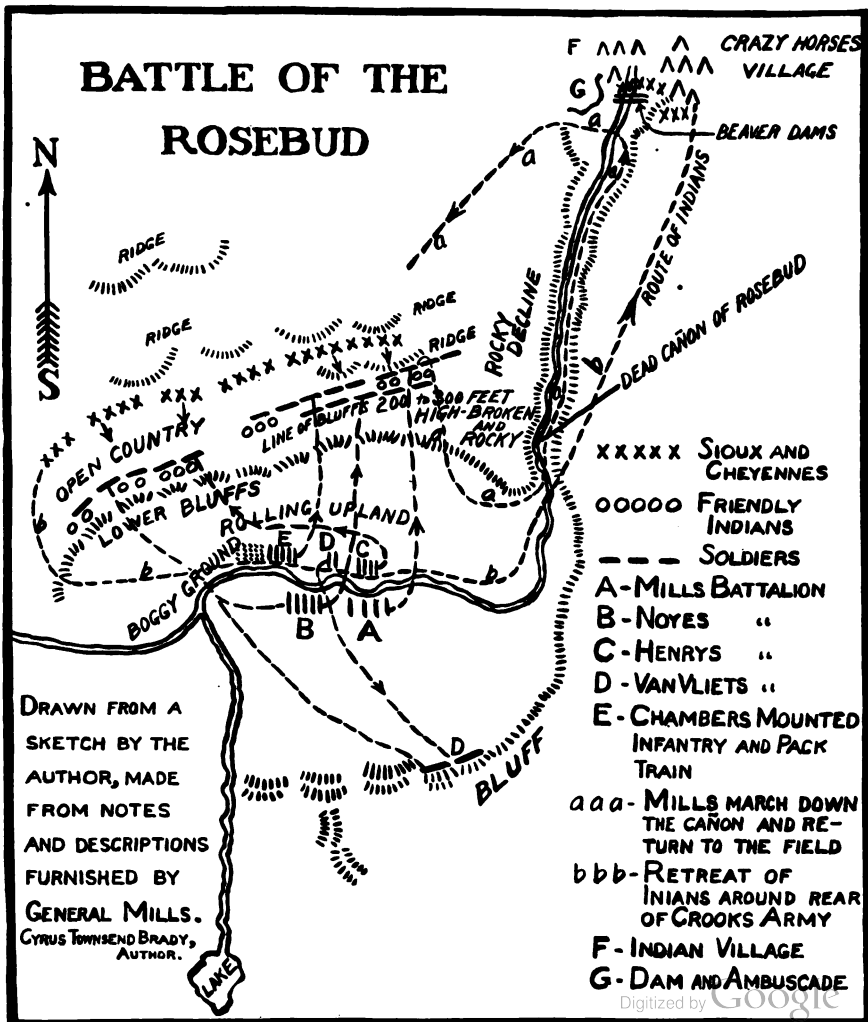 BATTLE OF THE
ROSEBUD
N
S
F
CRAZY HORSES
VILLAGE
G
BEAVER DAMS
a
a
a
a
ROUTE OF INDIANS
RIDGE
RIDGE
RIDGE
RIDGE
ROCKY
DECLINE
b
DEAD CAÑON OF ROSEBUD
XXX XXXX XXX XXXX XXXXXXXX
OPEN COUNTRY
LINE OF BLUFFS 200 to 300 FEET
HIGH-BROKEN
AND
ROCKY
a
a
LOWER BLUFFS
ROLLING UPLAND
b
b
b
E
D
C
BOGGY GROUND
B
A
D
BLUFF
LAKE
XXXXX SIOUX AND
CHEYENNES
OOOOO FRIENDLY
INDIANS
— — — SOLDIERS
A-MILLS BATTALION
B-NOYES "
C-HENRYS "
D-VANVLIETS "
E-CHAMBERS MOUNTED
INFANTRY AND PACK
TRAIN
aaa-MILLS MARCH DOWN
THE CAÑON AND RE-
TURN TO THE FIELD
bbb-RETREAT OF
INIANS AROUND REAR
OF CROOKS ARMY
F-INDIAN VILLAGE
G-DAM AND AMBUSCADE
DRAWN FROM A
SKETCH BY THE
AUTHOR, MADE
FROM NOTES
AND DESCRIPTIONS
FURNISHED BY
GENERAL MILLS.
CYRUS TOWNSEND BRADY,
AUTHOR.
Digitized by Google